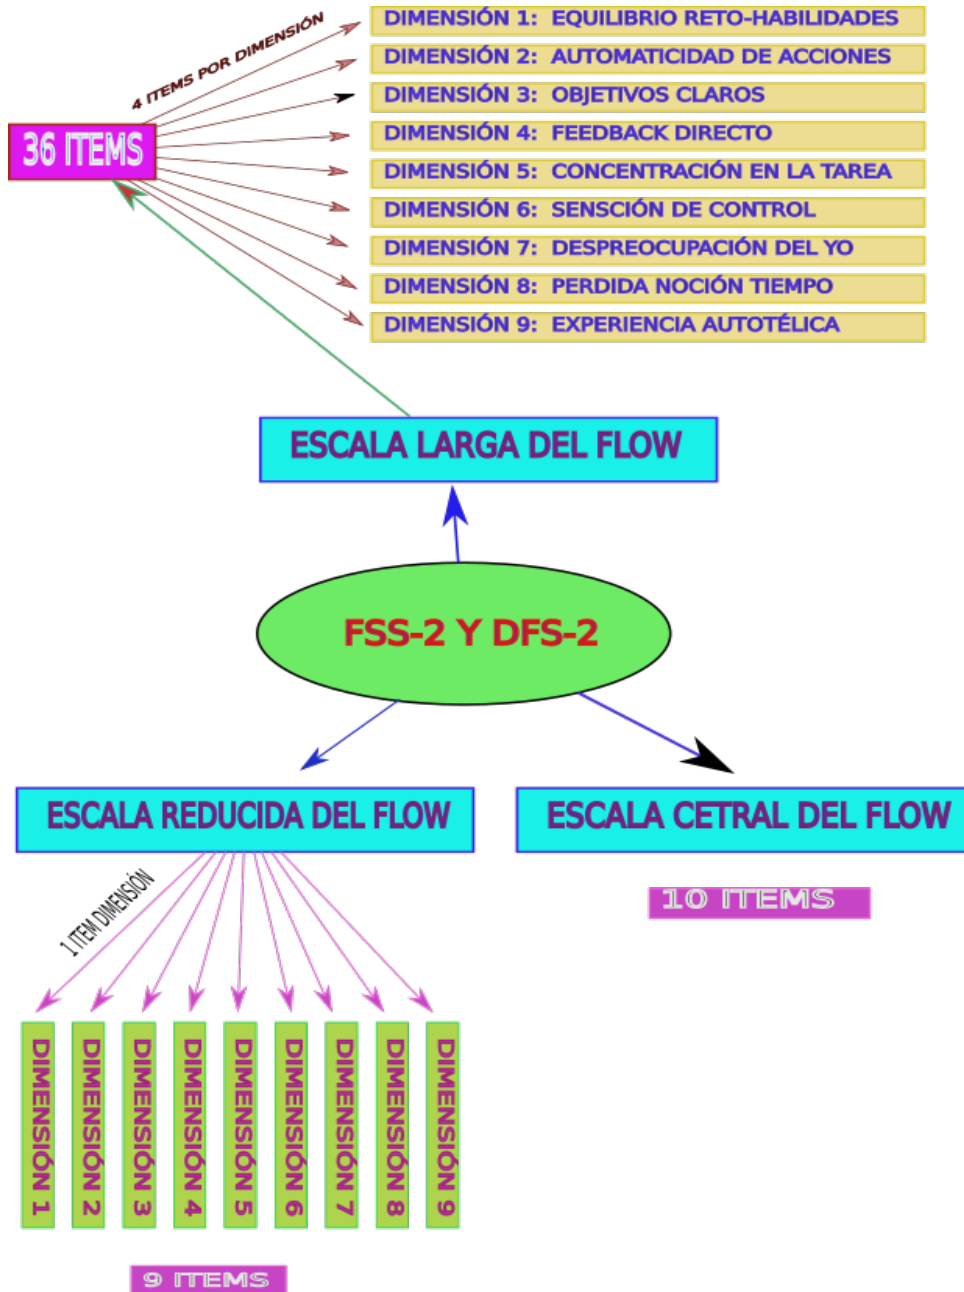 4 ITEMS POR DIMENSIÓN
36 ITEMS
DIMENSIÓN 1: EQUILIBRIO RETO-HABILIDADES
DIMENSIÓN 2: AUTOMATICIDAD DE ACCIONES
DIMENSIÓN 3: OBJETIVOS CLAROS
DIMENSIÓN 4: FEEDBACK DIRECTO
DIMENSIÓN 5: CONCENTRACIÓN EN LA TAREA
DIMENSIÓN 6: SENSCIÓN DE CONTROL
DIMENSIÓN 7: DESPREOCUPACIÓN DEL YO
DIMENSIÓN 8: PERDIDA NOCIÓN TIEMPO
DIMENSIÓN 9: EXPERIENCIA AUTOTÉLICA
ESCALA LARGA DEL FLOW
FSS-2 Y DFS-2
ESCALA REDUCIDA DEL FLOW
ESCALA CETRAL DEL FLOW
10 ITEMS
1 ITEM DIMENSIÓN
DIMENSIÓN 1
DIMENSIÓN 2
DIMENSIÓN 3
DIMENSIÓN 4
DIMENSIÓN 5
DIMENSIÓN 6
DIMENSIÓN 7
DIMENSIÓN 8
DIMENSIÓN 9
9 ITEMS